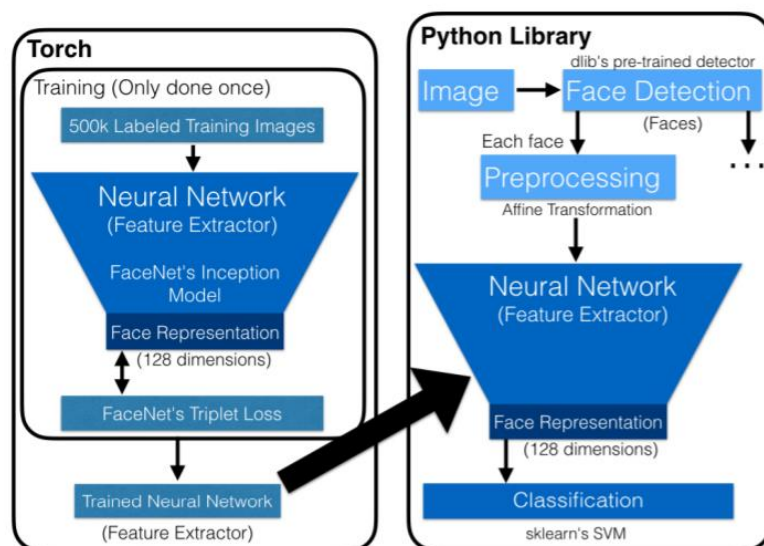 Torch
Training (Only done once)
500k Labeled Training Images
Neural Network
(Feature Extractor)
FaceNet's Inception
Model
Face Representation
(128 dimensions)
FaceNet's Triplet Loss
Trained Neural Network
(Feature Extractor)
Python Library
dlib's pre-trained detector
Image
Face Detection
(Faces)
Each face
...
Preprocessing
Affine Transformation
Neural Network
(Feature Extractor)
Face Representation
(128 dimensions)
Classification
sklearn's SVM